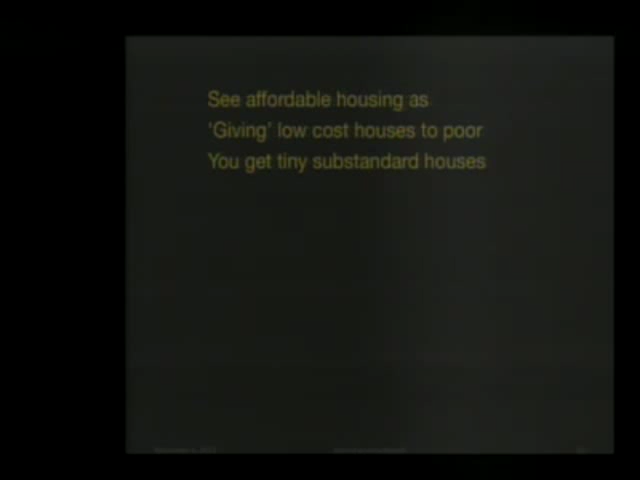 See affordable housing as
‘Giving’ low cost houses to poor
You get tiny substandard houses